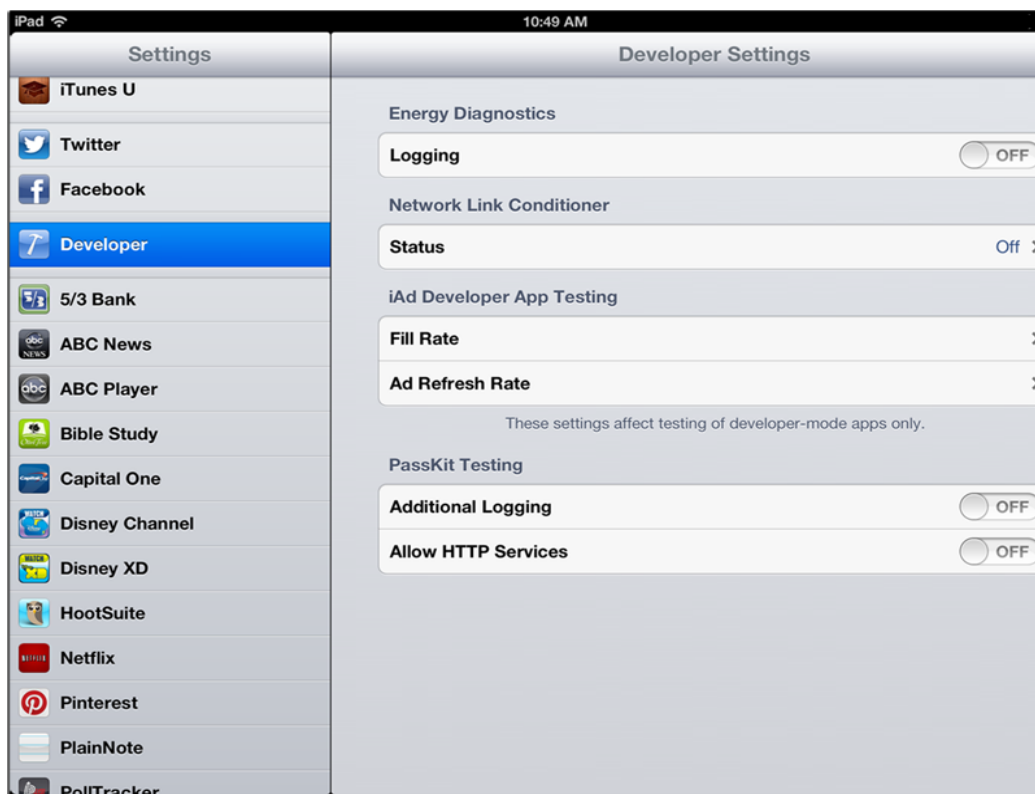 iPad
10:49 AM
Settings
iTunes U
Twitter
Facebook
Developer
5/3 Bank
ABC News
ABC Player
Bible Study
Capital One
Disney Channel
Disney XD
HootSuite
Netflix
Pinterest
PlainNote
PollTracker
Developer Settings
Energy Diagnostics
Logging OFF
Network Link Conditioner
Status Off
iAd Developer App Testing
Fill Rate
Ad Refresh Rate
These settings affect testing of developer-mode apps only.
PassKit Testing
Additional Logging OFF
Allow HTTP Services OFF